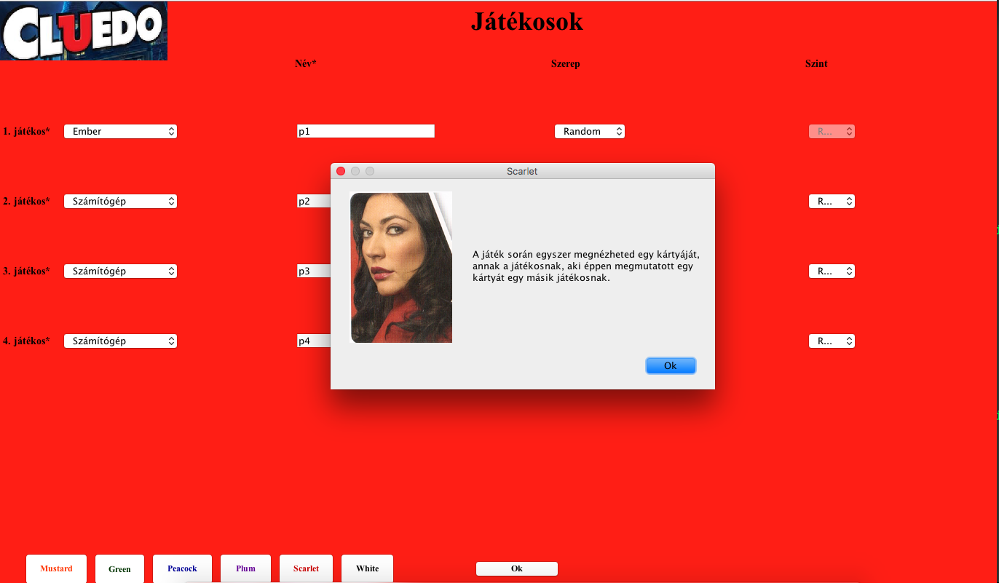 CLUEDO
Játékosok
Név*
Szerep
Szint
1. játékos*
Ember
p1
Random
R...
Scarlet
2. játékos*
Számítógép
p2
R...
A játék során egyszer megnézheted egy kártyáját,
annak a játékosnak, aki éppen megmutatott egy
kártyát egy másik játékosnak.
3. játékos*
Számítógép
p3
R...
4. játékos*
Számítógép
p4
R...
Ok
Mustard
Green
Peacock
Plum
Scarlet
White
Ok